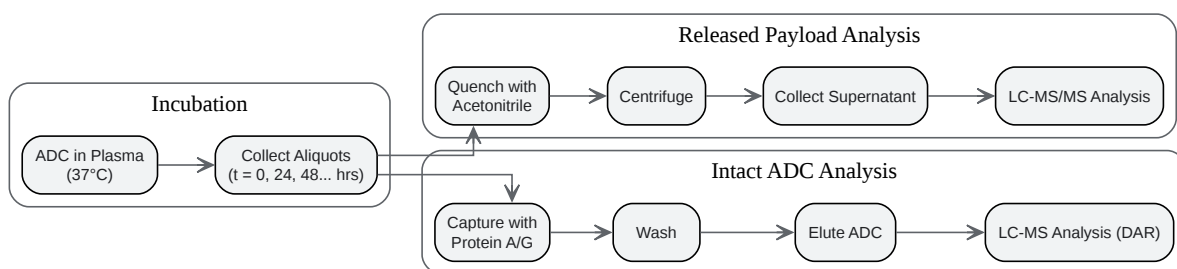 Incubation
ADC in Plasma
(37°C)
Collect Aliquots
(t = 0, 24, 48... hrs)
Released Payload Analysis
Quench with
Acetonitrile
Centrifuge
Collect Supernatant
LC-MS/MS Analysis
Intact ADC Analysis
Capture with
Protein A/G
Wash
Elute ADC
LC-MS Analysis (DAR)